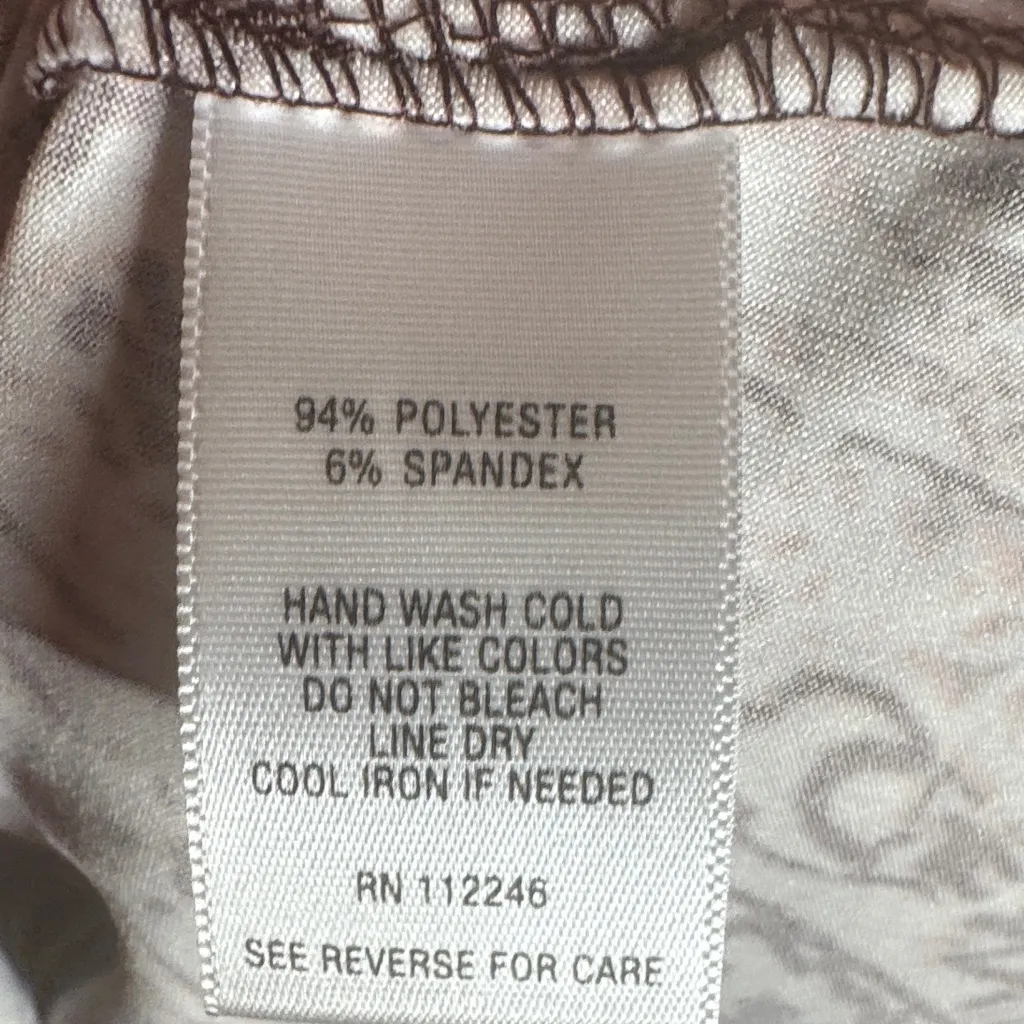 94% POLYESTER
6% SPANDEX
HAND WASH COLD
WITH LIKE COLORS
DO NOT BLEACH
LINE DRY
COOL IRON IF NEEDED
RN 112246
SEE REVERSE FOR CARE